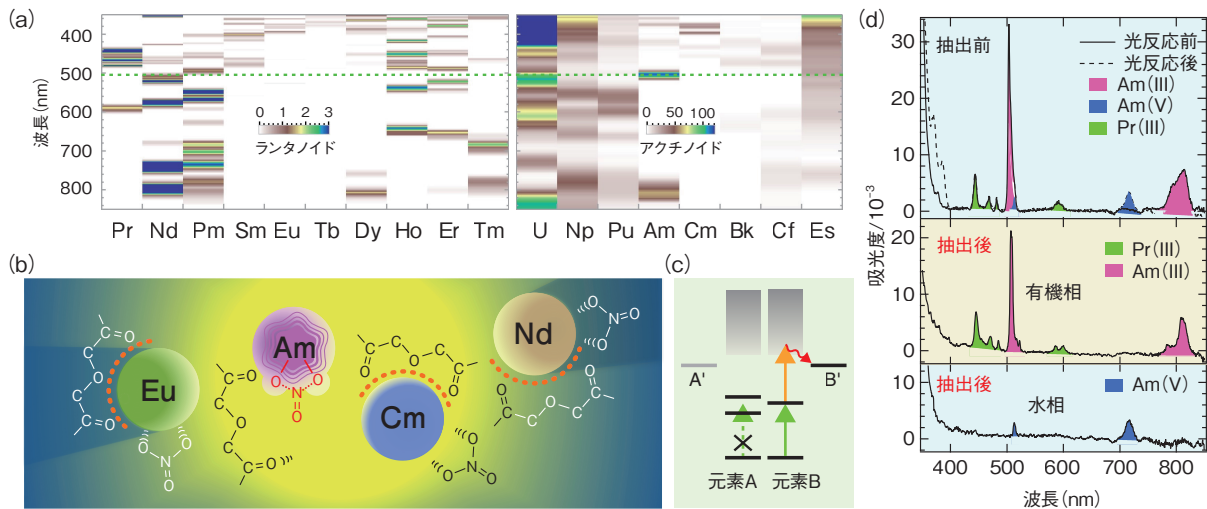 (a)
波長(nm)
400
500
600
700
800
0 1 2 3
ランタノイド
0 50 100
アクチノイド
Pr Nd Pm Sm Eu Tb Dy Ho Er Tm
U Np Pu Am Cm Bk Cf Es
(b)
Eu
Am
Cm
Nd
O
O
O
O
O
N
O
O
O
O
O
O
N
O
O
O
O
O
O
N
O
O
O
N
O
O
O
O
(c)
A'
B'
元素A
元素B
(d)
吸光度/10⁻³
抽出前
光反応前
光反応後
Am(III)
Am(V)
Pr(III)
30
20
10
0
抽出後
有機相
Pr(III)
Am(III)
20
10
0
抽出後
水相
Am(V)
10
0
400 500 600 700 800
波長(nm)